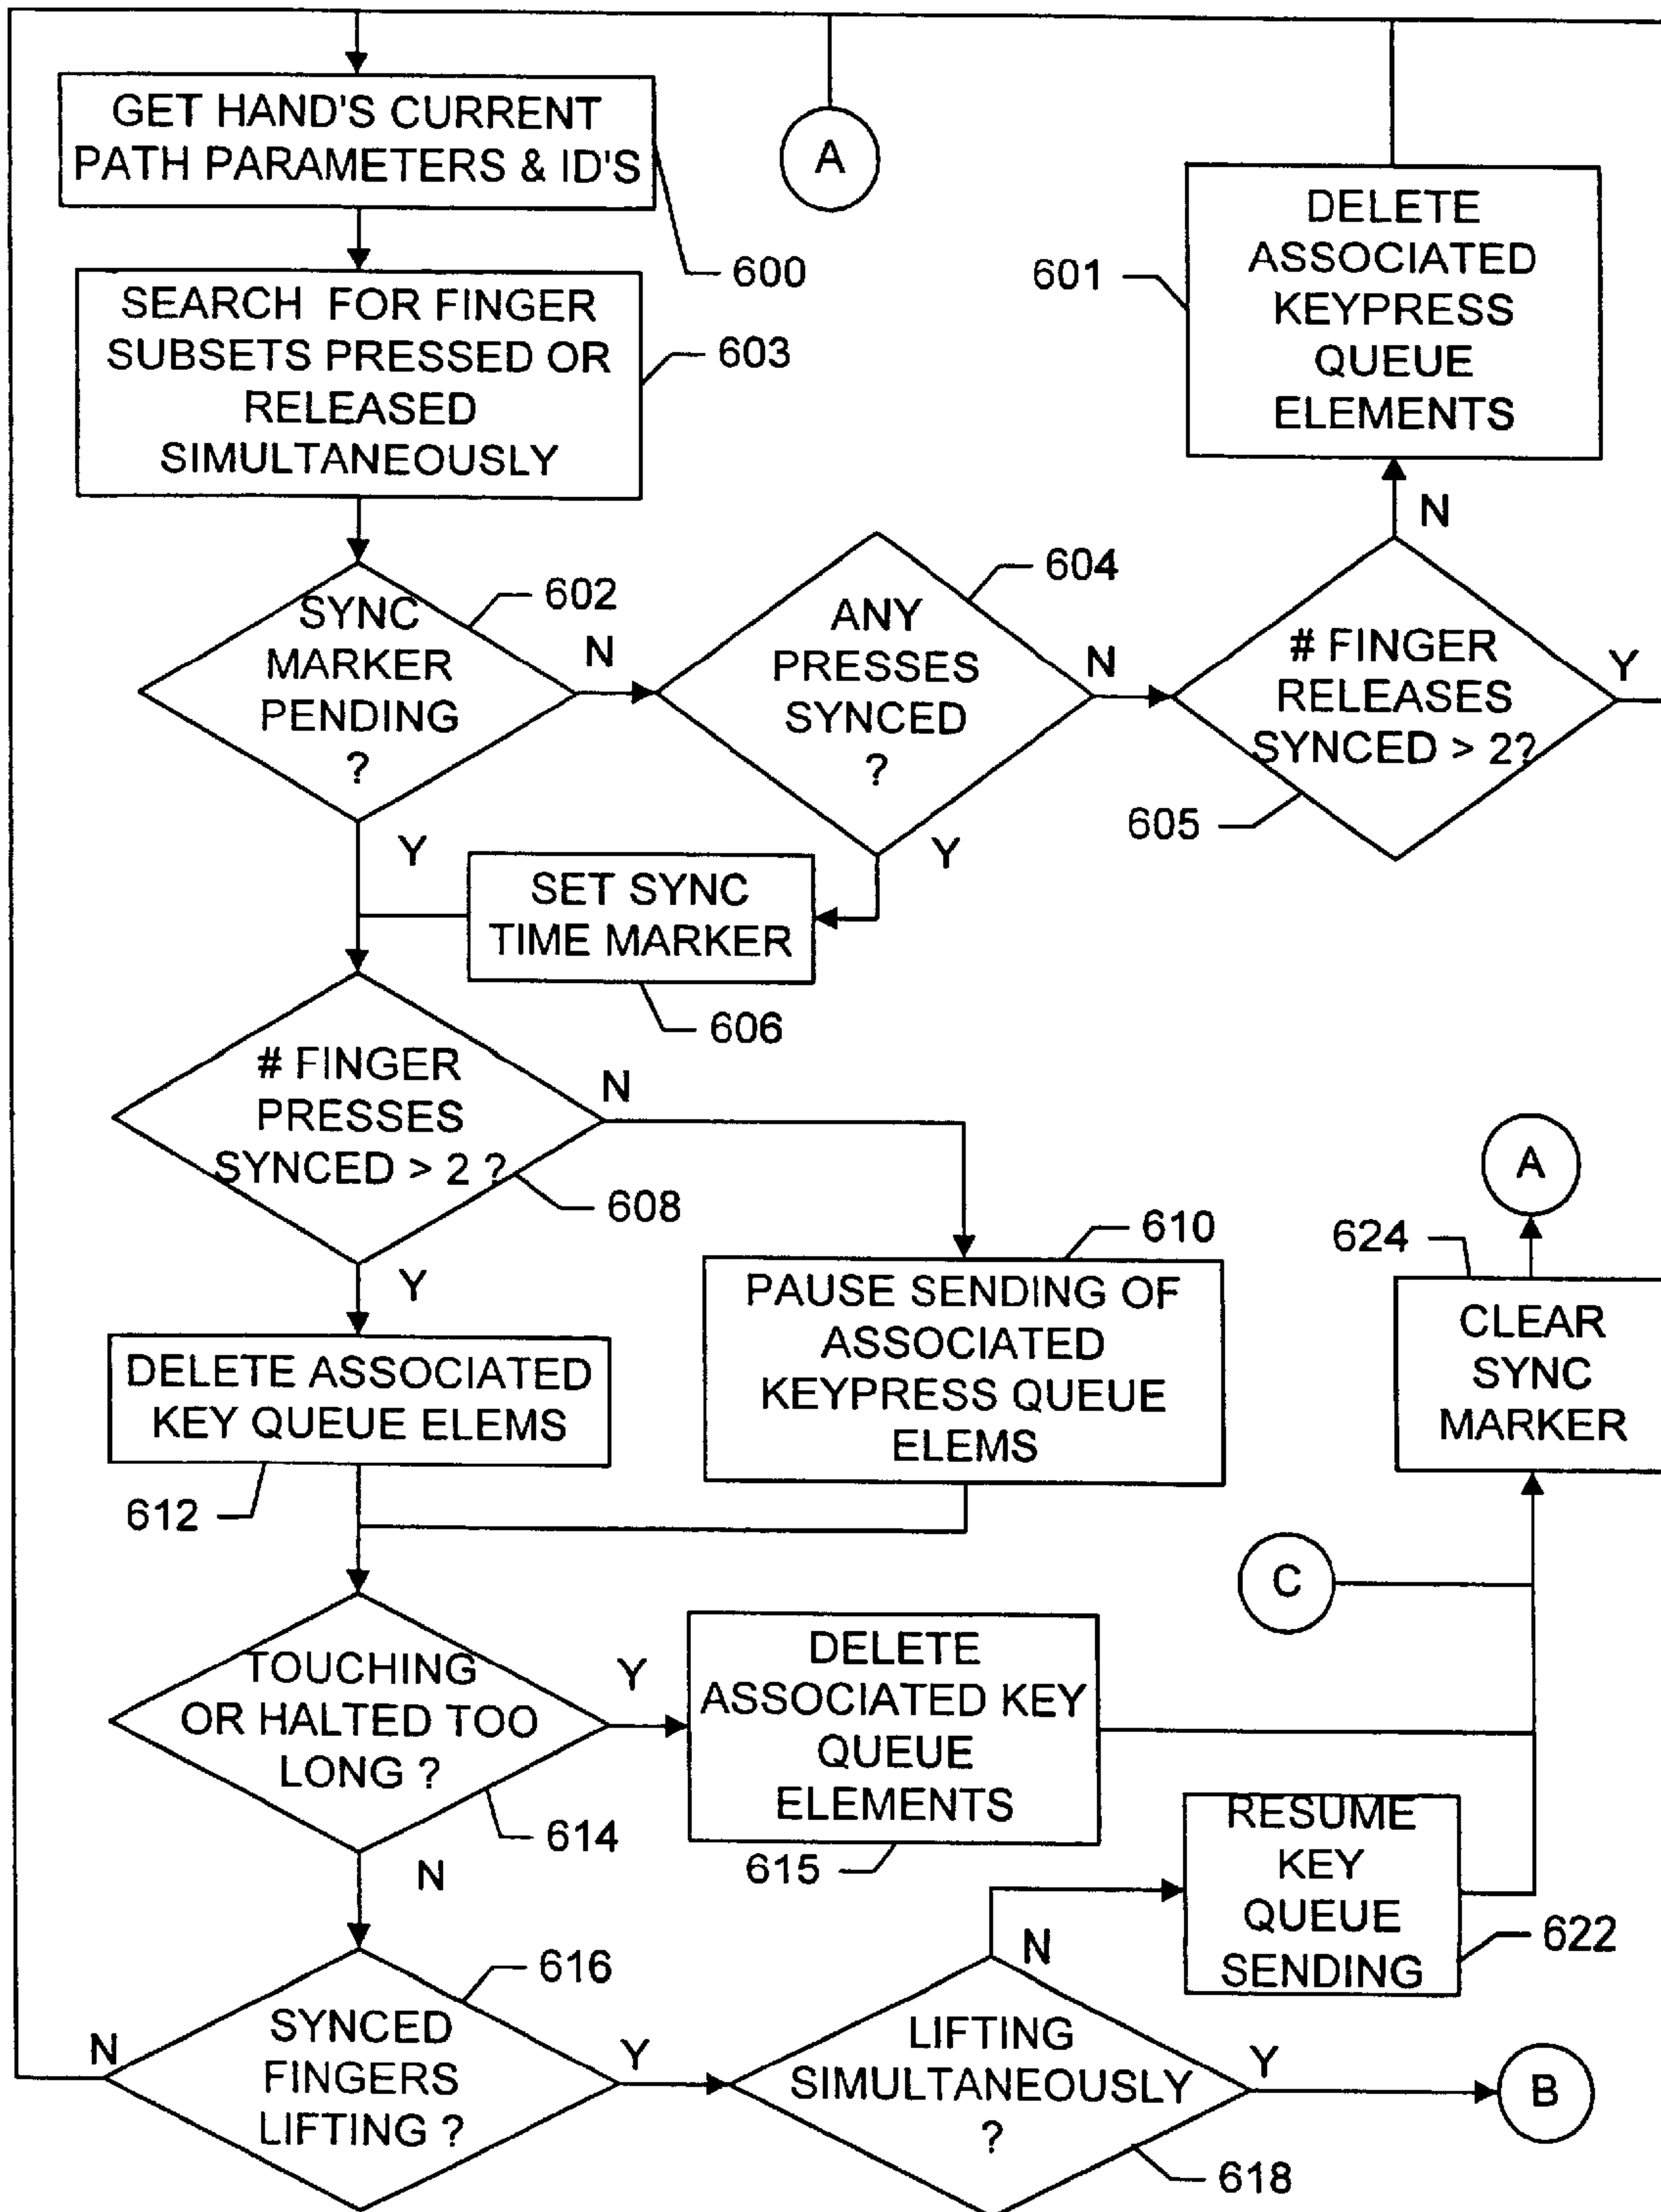 GET HAND'S CURRENT
PATH PARAMETERS & ID'S
600
A
DELETE
ASSOCIATED
KEYPRESS
QUEUE
ELEMENTS
601
SEARCH FOR FINGER
SUBSETS PRESSED OR
RELEASED
SIMULTANEOUSLY
603
N
SYNC
MARKER
PENDING
?
602
N
Y
ANY
PRESSES
SYNCED
?
604
N
Y
# FINGER
RELEASES
SYNCED > 2?
605
Y
SET SYNC
TIME MARKER
606
# FINGER
PRESSES
SYNCED > 2 ?
608
N
Y
PAUSE SENDING OF
ASSOCIATED
KEYPRESS QUEUE
ELEMS
610
A
624
CLEAR
SYNC
MARKER
DELETE ASSOCIATED
KEY QUEUE ELEMS
612
C
TOUCHING
OR HALTED TOO
LONG ?
614
Y
N
DELETE
ASSOCIATED KEY
QUEUE
ELEMENTS
615
RESUME
KEY
QUEUE
SENDING
622
SYNCED
FINGERS
LIFTING ?
616
N
Y
LIFTING
SIMULTANEOUSLY
?
618
N
Y
B